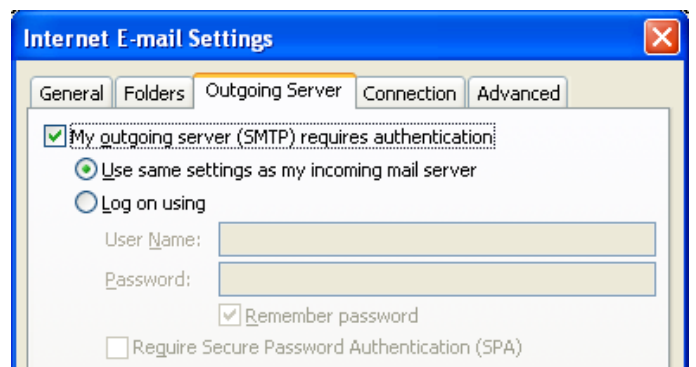 Internet E-mail Settings
General Folders Outgoing Server Connection Advanced
My outgoing server (SMTP) requires authentication
Use same settings as my incoming mail server
Log on using
User Name:
Password:
Remember password
Require Secure Password Authentication (SPA)